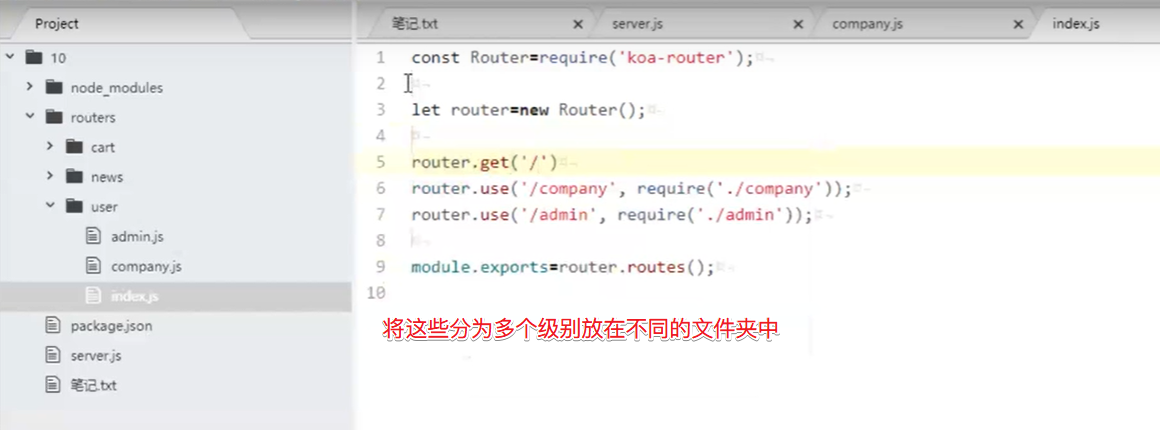 Project
笔记.txt
server.js
company.js
index.js
10
node_modules
routers
cart
news
user
admin.js
company.js
index.js
package.json
server.js
笔记.txt
1 const Router=require('koa-router');
2
3 let router=new Router();
4
5 router.get('/')
6 router.use('/company', require('./company'));
7 router.use('/admin', require('./admin'));
8
9 module.exports=router.routes();
10
将这些分为多个级别放在不同的文件夹中